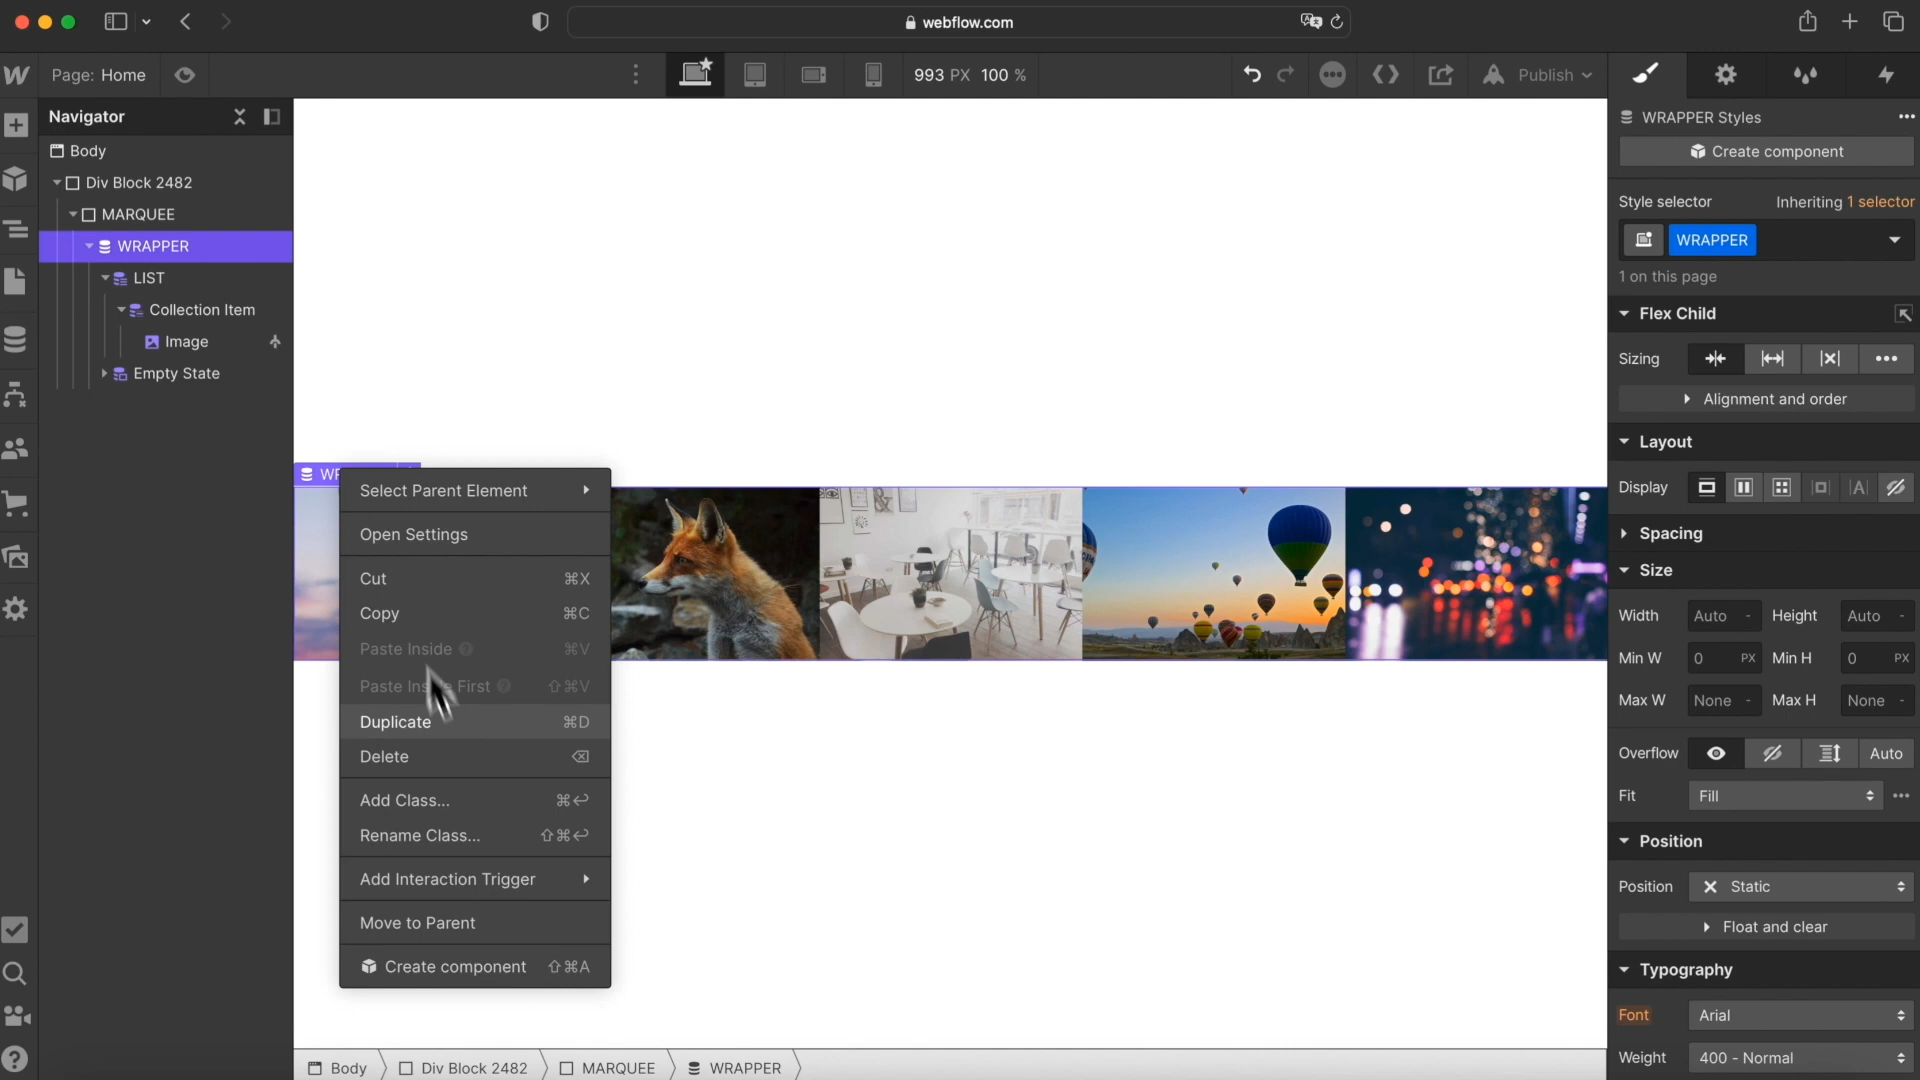 webflow.com
Page: Home
993 PX 100 %
Publish
Navigator
Body
Div Block 2482
MARQUEE
WRAPPER
LIST
Collection Item
Image
Empty State
Select Parent Element
Open Settings
Cut ⌘X
Copy ⌘C
Paste Inside ⌘V
First ⇧⌘V
Duplicate ⌘D
Delete
Add Class... ⌘↩
Rename Class... ⇧⌘↩
Add Interaction Trigger
Move to Parent
Create component ⇧⌘A
Body
Div Block 2482
MARQUEE
WRAPPER
WRAPPER Styles
Create component
Style selector Inheriting 1 selector
WRAPPER
1 on this page
Flex Child
Sizing
Alignment and order
Layout
Display
Spacing
Size
Width Auto - Height Auto -
Min W 0 PX Min H 0 PX
Max W None - Max H None -
Overflow Auto
Fit Fill
Position
Position Static
Float and clear
Typography
Font Arial
Weight 400 - Normal